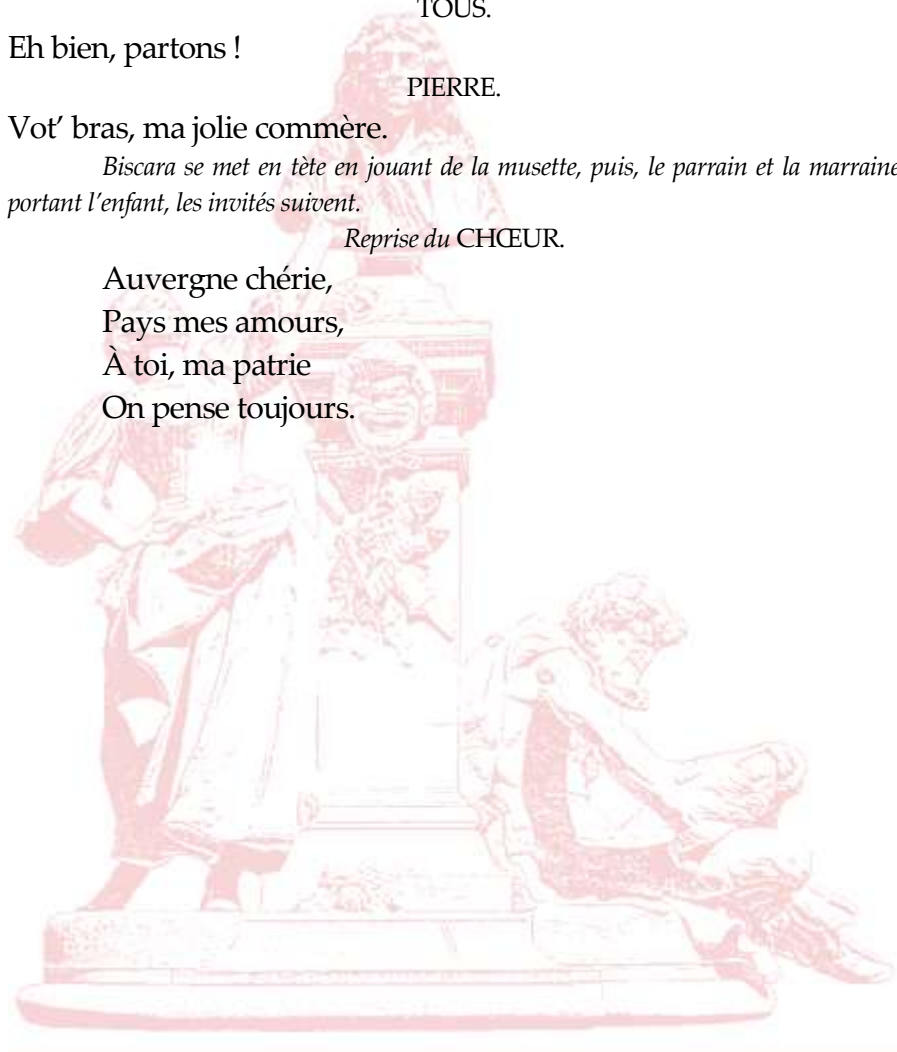 TOUS.
Eh bien, partons !
PIERRE.
Vot’ bras, ma jolie commère.
Biscara se met en tète en jouant de la musette, puis, le parrain et la marraine
portant l’enfant, les invités suivent.
Reprise du CHŒUR.
Auvergne chérie,
Pays mes amours,
À toi, ma patrie
On pense toujours.